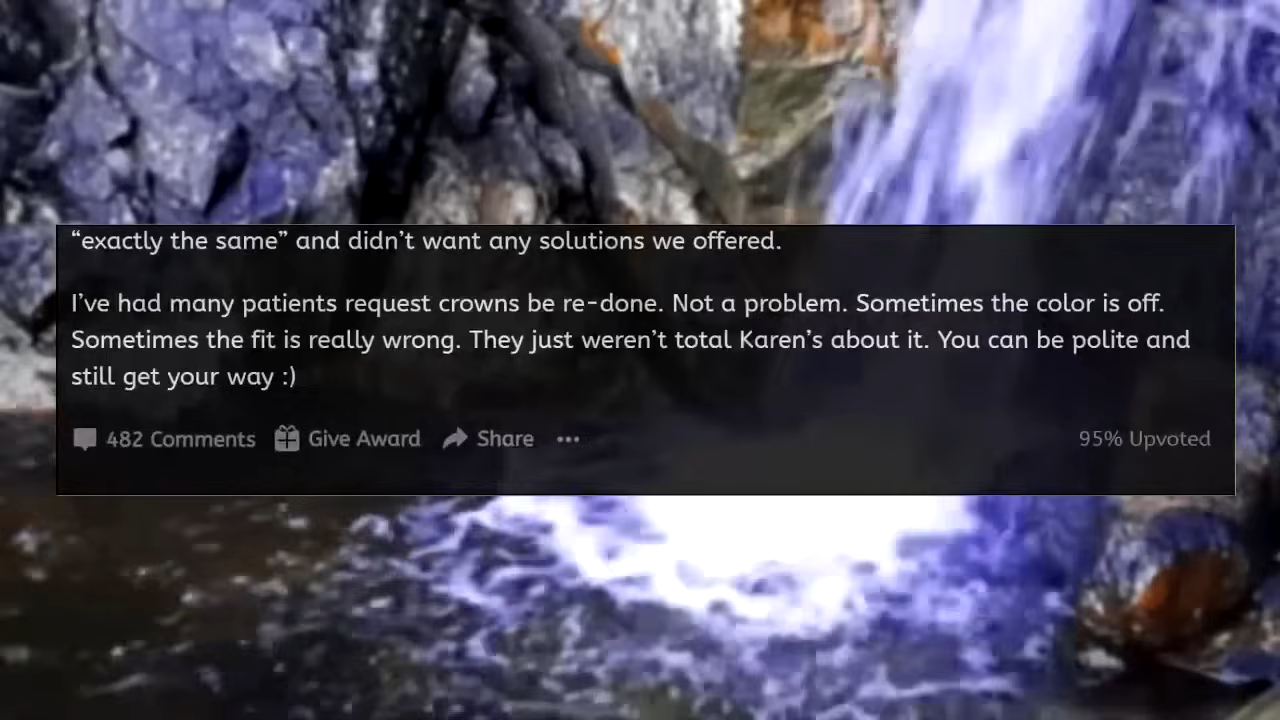 “exactly the same” and didn’t want any solutions we offered.
I’ve had many patients request crowns be re-done. Not a problem. Sometimes the color is off.
Sometimes the fit is really wrong. They just weren’t total Karen’s about it. You can be polite and
still get your way :)
482 Comments Give Award Share ••• 95% Upvoted